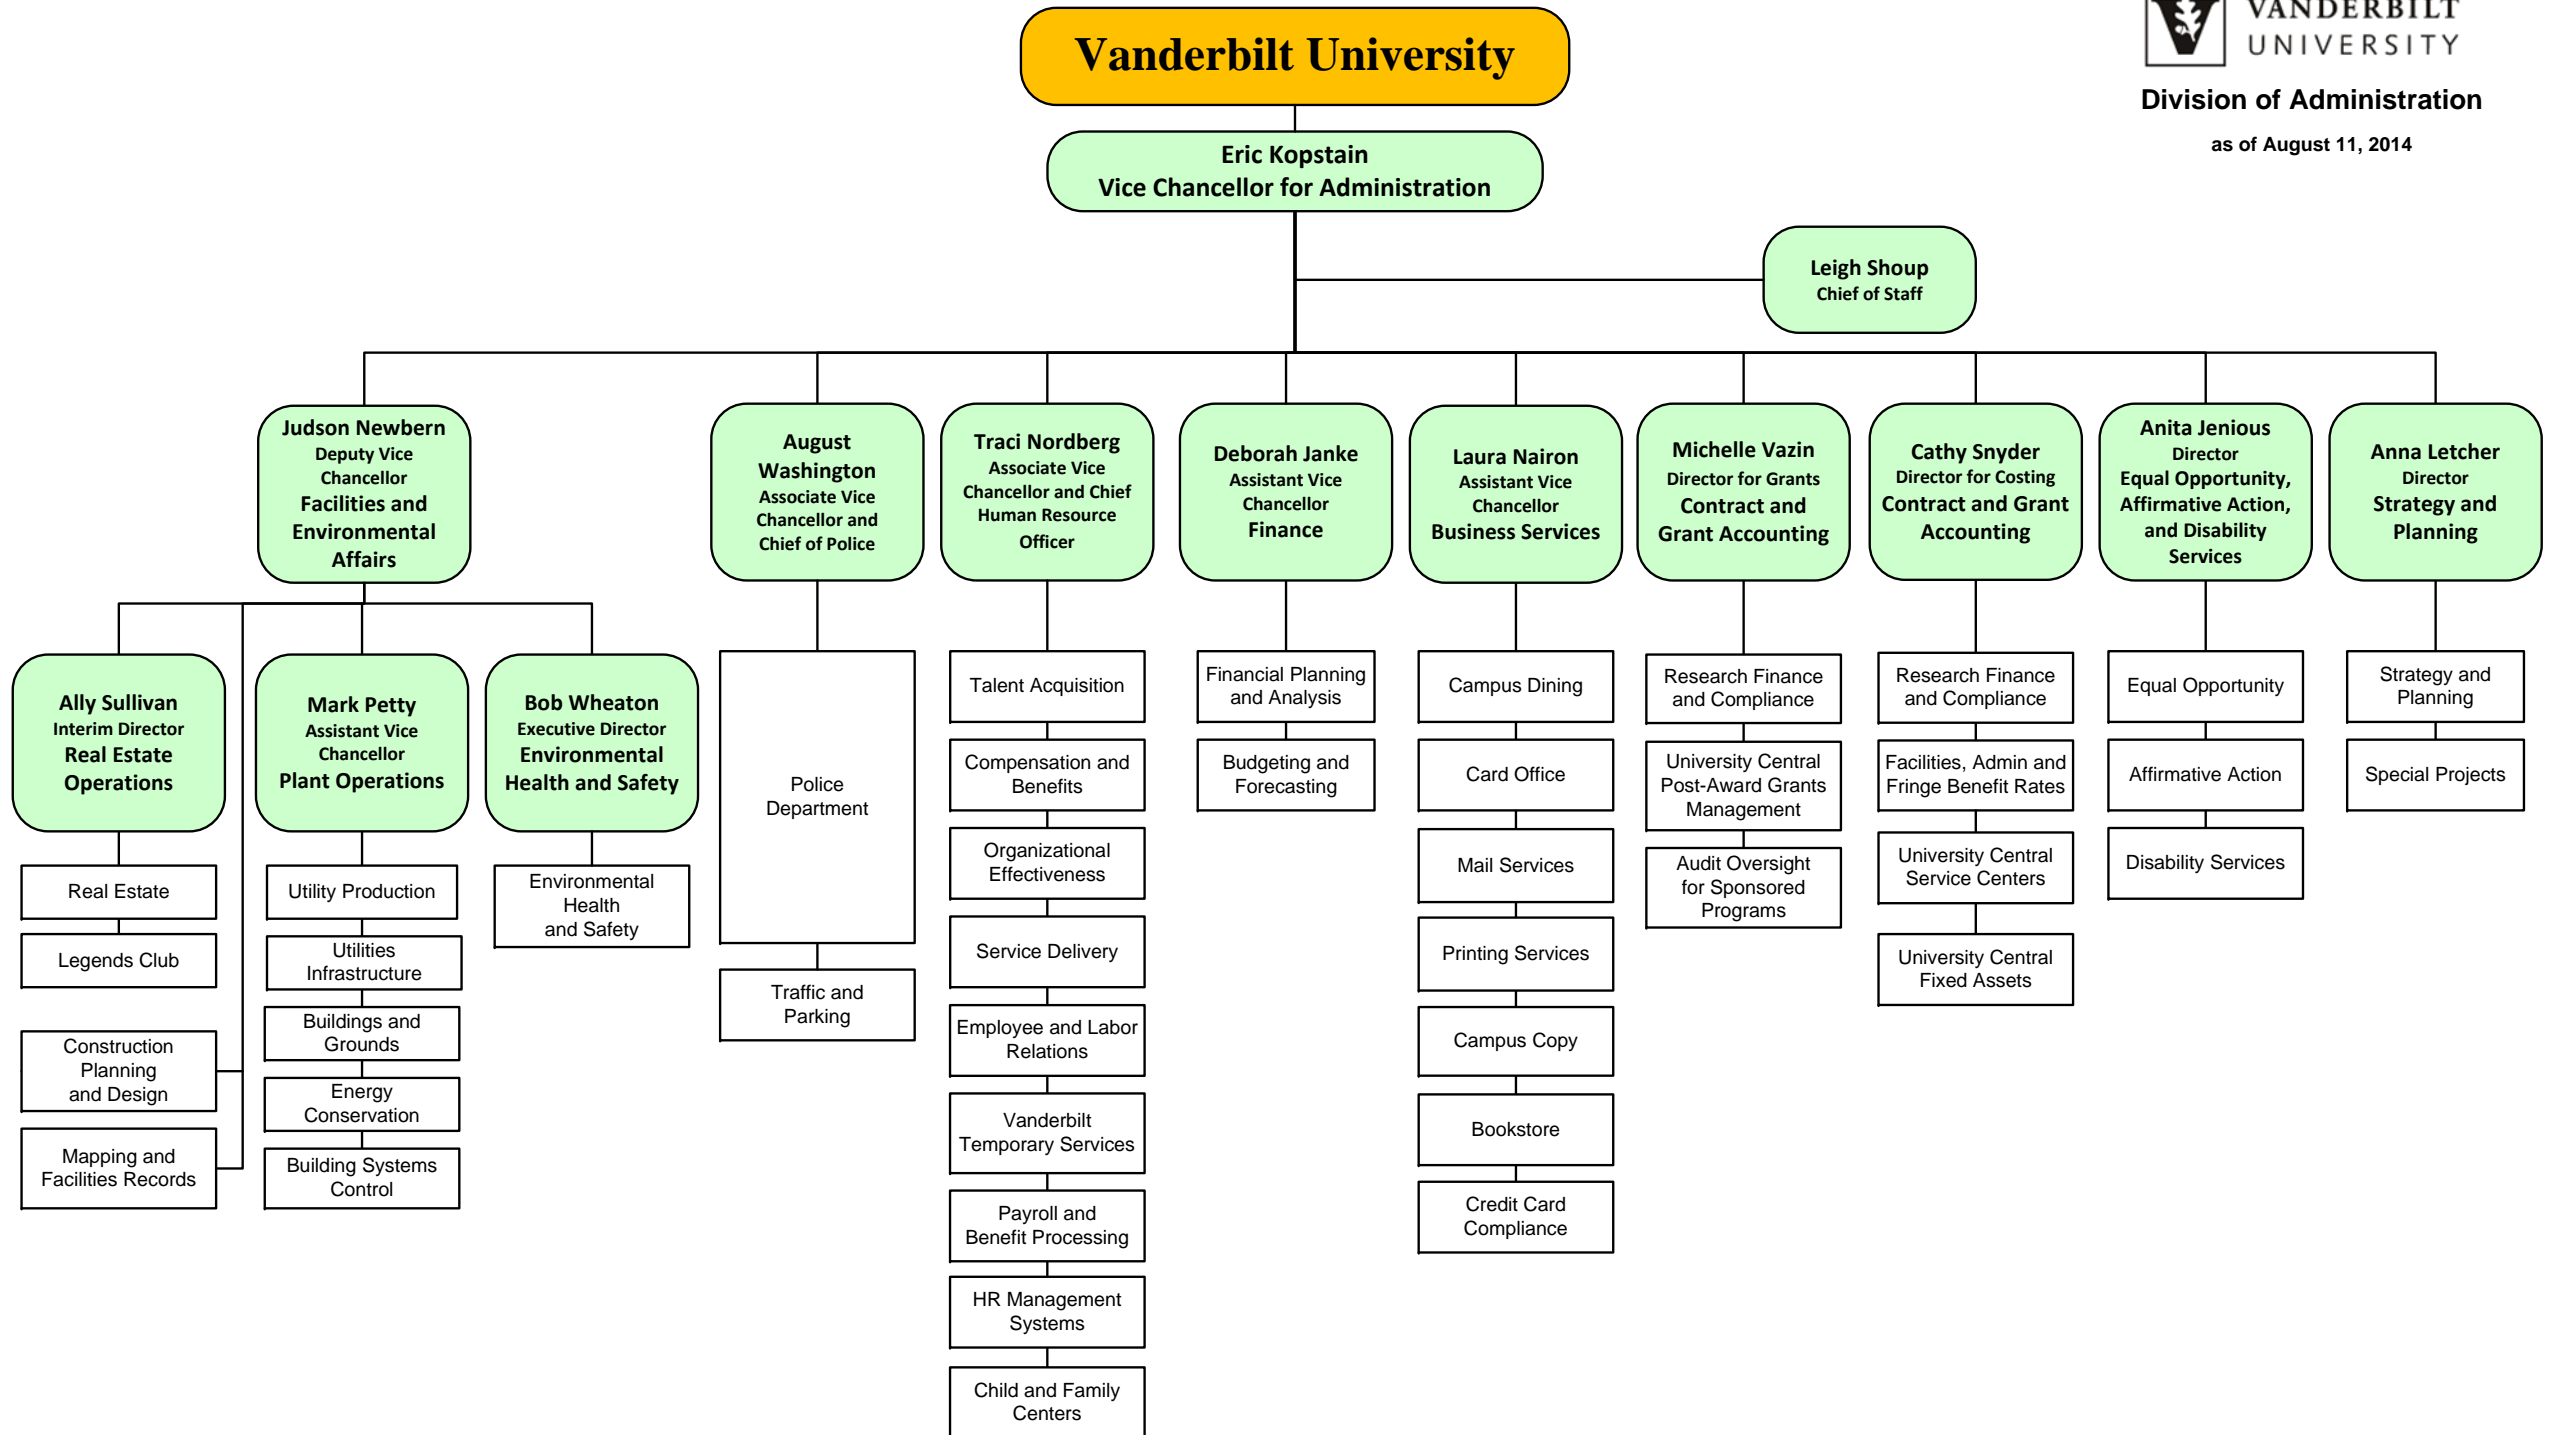 Vanderbilt University
VANDERBILT
UNIVERSITY
Division of Administration
as of August 11, 2014
Eric Kopstain
Vice Chancellor for Administration
Leigh Shoup
Chief of Staff
Judson Newbern
Deputy Vice
Chancellor
Facilities and
Environmental
Affairs
August
Washington
Associate Vice
Chancellor and
Chief of Police
Traci Nordberg
Associate Vice
Chancellor and Chief
Human Resource
Officer
Deborah Janke
Assistant Vice
Chancellor
Finance
Laura Nairon
Assistant Vice
Chancellor
Business Services
Michelle Vazin
Director for Grants
Contract and
Grant Accounting
Cathy Snyder
Director for Costing
Contract and Grant
Accounting
Anita Jenious
Director
Equal Opportunity,
Affirmative Action,
and Disability
Services
Anna Letcher
Director
Strategy and
Planning
Ally Sullivan
Interim Director
Real Estate
Operations
Mark Petty
Assistant Vice
Chancellor
Plant Operations
Bob Wheaton
Executive Director
Environmental
Health and Safety
Real Estate
Legends Club
Construction
Planning
and Design
Mapping and
Facilities Records
Utility Production
Utilities
Infrastructure
Buildings and
Grounds
Energy
Conservation
Building Systems
Control
Environmental
Health
and Safety
Police
Department
Traffic and
Parking
Talent Acquisition
Compensation and
Benefits
Organizational
Effectiveness
Service Delivery
Employee and Labor
Relations
Vanderbilt
Temporary Services
Payroll and
Benefit Processing
HR Management
Systems
Child and Family
Centers
Financial Planning
and Analysis
Budgeting and
Forecasting
Campus Dining
Card Office
Mail Services
Printing Services
Campus Copy
Bookstore
Credit Card
Compliance
Research Finance
and Compliance
University Central
Post-Award Grants
Management
Audit Oversight
for Sponsored
Programs
Research Finance
and Compliance
Facilities, Admin and
Fringe Benefit Rates
University Central
Service Centers
University Central
Fixed Assets
Equal Opportunity
Affirmative Action
Disability Services
Strategy and
Planning
Special Projects